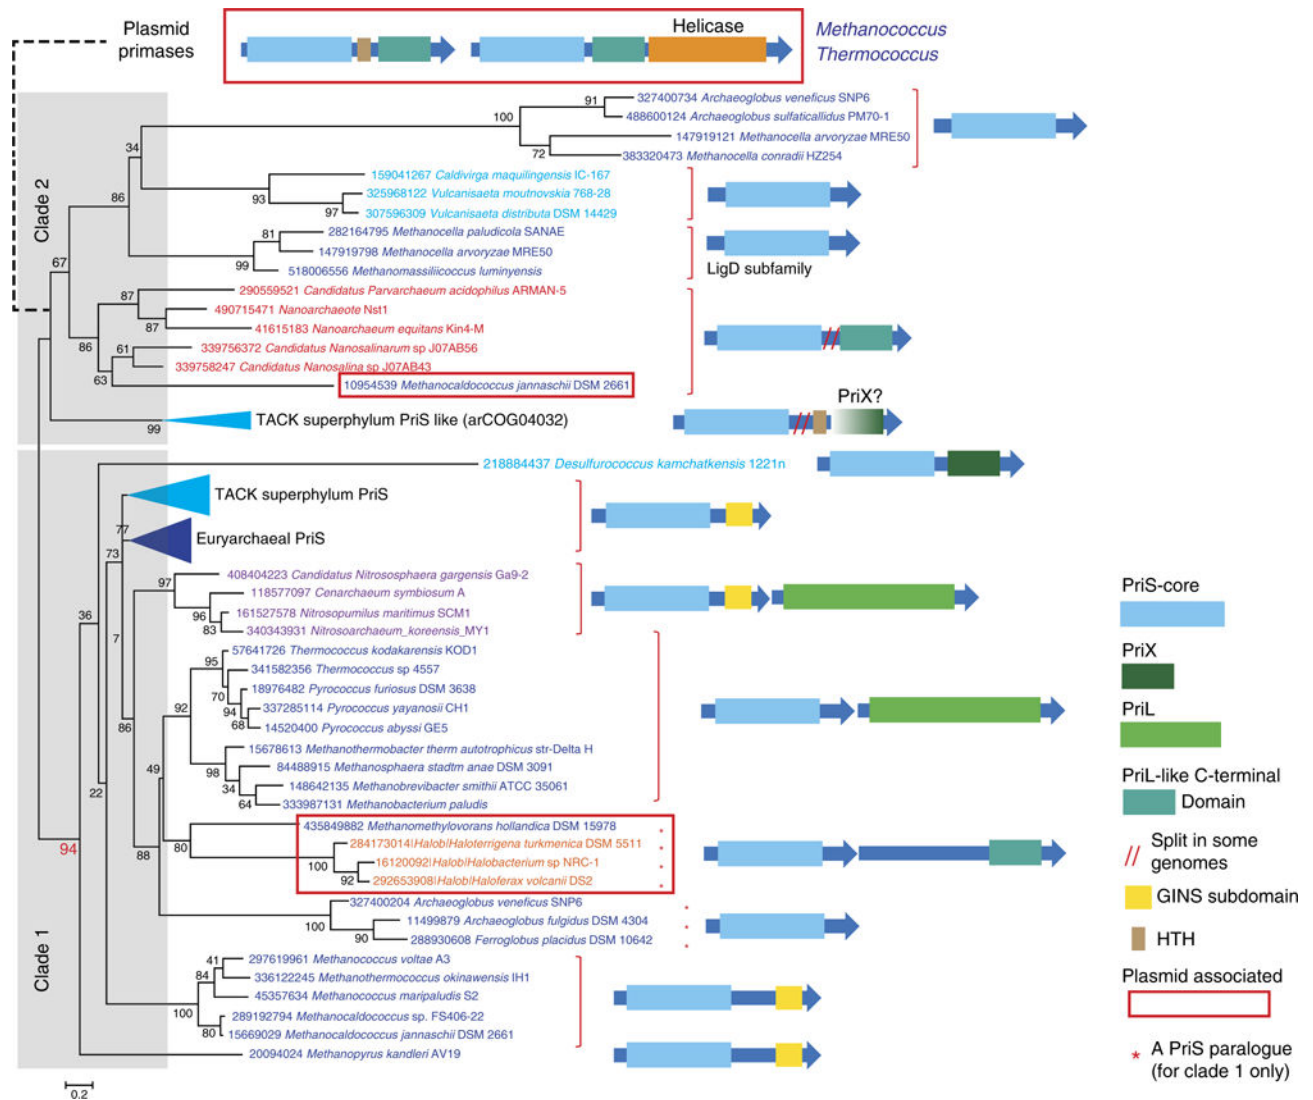 Plasmid
primases
Helicase
Methanococcus
Thermococcus
Clade 2
91
327400734 Archaeoglobus veneficus SNP6
488600124 Archaeoglobus sulfaticallidus PM70-1
100
147919121 Methanocella arvoryzae MRE50
34
72
383320473 Methanocella conradii HZ254
159041267 Caldivirga maquilingensis IC-167
86
93
325968122 Vulcanisaeta moutnovskia 768-28
97
307596309 Vulcanisaeta distributa DSM 14429
81
282164795 Methanocella paludicola SANAE
147919798 Methanocella arvoryzae MRE50
67
99
518006556 Methanomassiliicoccus luminyensis
LigD subfamily
87
290559521 Candidatus Parvarchaeum acidophilus ARMAN-5
490715471 Nanoarchaeote Nst1
87
41615183 Nanoarchaeum equitans Kin4-M
86
61
339756372 Candidatus Nanosalinarum sp J07AB56
339758247 Candidatus Nanosalina sp J07AB43
63
10954539 Methanocaldococcus jannaschii DSM 2661
PriX?
99
TACK superphylum PriS like (arCOG04032)
Clade 1
218884437 Desulfurococcus kamchatkensis 1221n
TACK superphylum PriS
77
Euryarchaeal PriS
73
97
408404223 Candidatus Nitrososphaera gargensis Ga9-2
118577097 Cenarchaeum symbiosum A
36
96
161527578 Nitrosopumilus maritimus SCM1
7
83
340343931 Nitrosoarchaeum_koreensis_MY1
57641726 Thermococcus kodakarensis KOD1
95
341582356 Thermococcus sp 4557
70
18976482 Pyrococcus furiosus DSM 3638
92
94
337285114 Pyrococcus yayanosii CH1
86
68
14520400 Pyrococcus abyssi GE5
15678613 Methanothermobacter therm autotrophicus str-Delta H
49
98
84488915 Methanosphaera stadtm anae DSM 3091
22
34
148642135 Methanobrevibacter smithii ATCC 35061
64
333987131 Methanobacterium paludis
435849882 Methanomethylovorans hollandica DSM 15978 *
94
88
80
284173014|Halob|Haloterrigena turkmenica DSM 5511 *
100
16120092|Halob|Halobacterium sp NRC-1 *
92
292653908|Halob|Haloferax volcanii DS2 *
327400204 Archaeoglobus veneficus SNP6 *
100
11499879 Archaeoglobus fulgidus DSM 4304 *
90
288930608 Ferroglobus placidus DSM 10642 *
41
297619961 Methanococcus voltae A3
84
336122245 Methanothermococcus okinawensis IH1
45357634 Methanococcus maripaludis S2
100
289192794 Methanocaldococcus sp. FS406-22
80
15669029 Methanocaldococcus jannaschii DSM 2661
20094024 Methanopyrus kandleri AV19
0.2
PriS-core
PriX
PriL
PriL-like C-terminal
Domain
// Split in some
genomes
GINS subdomain
HTH
Plasmid associated
* A PriS paralogue
(for clade 1 only)